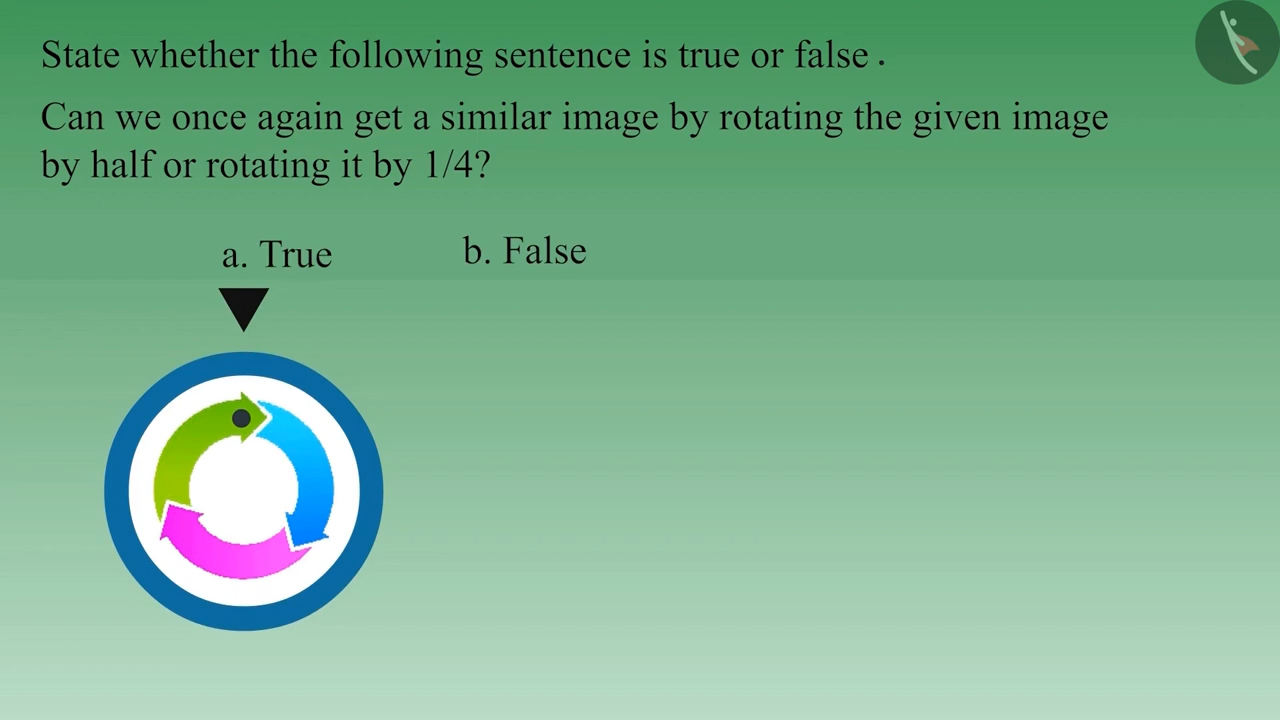 State whether the following sentence is true or false .
Can we once again get a similar image by rotating the given image
by half or rotating it by 1/4?
a. True b. False